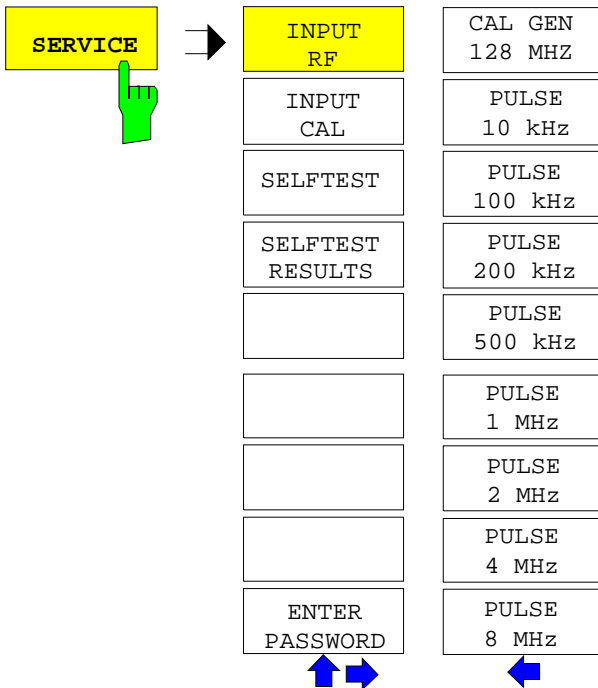 SERVICE
INPUT
RF
INPUT
CAL
SELFTEST
SELFTEST
RESULTS
ENTER
PASSWORD
CAL GEN
128 MHZ
PULSE
10 kHz
PULSE
100 kHz
PULSE
200 kHz
PULSE
500 kHz
PULSE
1 MHz
PULSE
2 MHz
PULSE
4 MHz
PULSE
8 MHz